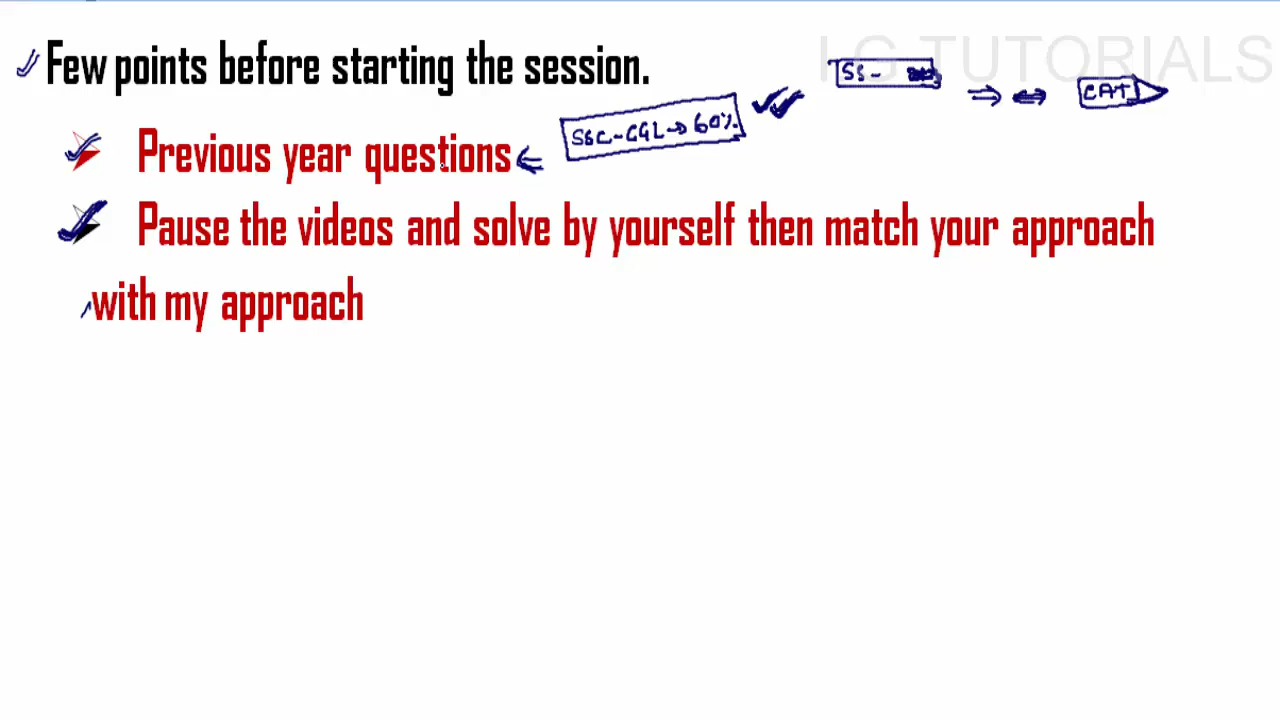 I G TUTORIALS
Few points before starting the session.
SS-
CAT
SSC-CGL→60%
Previous year questions
Pause the videos and solve by yourself then match your approach
with my approach